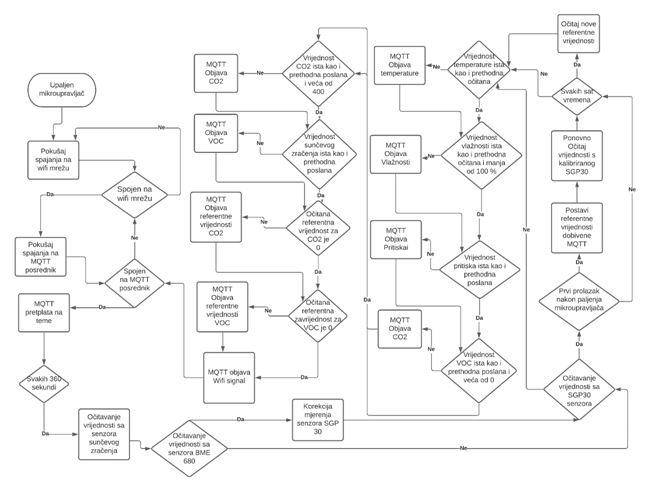 Upaljen
mikroupravljač
Pokušaj
spajanja na
wifi mrežu
Ne
Spojen na
wifi mrežu
Da
Pokušaj
spajanja na
MQTT
posrednik
Ne
Spojen
na MQTT
posrednik
Da
MQTT
pretplata na
teme
Svakih 360
sekundi
Da
Očitavanje
vrijednosti sa
senzora
sunčevog
zračenja
Očitavanje
vrijednosti sa
senzora BME
680
Da
Ne
Korekcija
mjerenja
senzora SGP
30
Očitavanje
vrijednosti sa
SGP30
senzora
Da
Ne
Prvi prolazak
nakon paljenja
mikroupravljača
Da
Ne
Postavi
referentne
vrijednosti
dobivene
MQTT
Ponovno
Očitaj
vrijednosti s
kalibriranog
SGP30
Svakih sat
vremena
Da
Ne
Očitaj nove
referentne
vrijednosti
Vrijednost
temperature ista
kao i prethodna
očitana
Ne
MQTT
Objava
temperature
Da
Vrijednost
vlažnosti ista
kao i prethodna
očitana i manja
od 100 %
Ne
MQTT
Objava
Vlažnosti
Da
Vrijednost
pritiska ista kao i
prethodna
poslana
Ne
MQTT
Objava
Pritiskai
Da
Vrijednost
VOC ista kao i
prethodna poslana i
veća od 0
Ne
MQTT
Objava
CO2
Da
Vrijednost
CO2 ista kao i
prethodna poslana
i veća od
400
Ne
MQTT
Objava
CO2
Da
Vrijednost
sunčevog
zračenja ista kao i
prethodna
poslana
Ne
MQTT
Objava
VOC
Da
Očitana
referentna
vrijednost za
CO2 je
0
Ne
MQTT
Objava
referentne
vrijednosti
CO2
Da
Očitana
referentna
zavrijednost za
VOC je 0
Ne
MQTT
Objava
referentne
vrijednosti
VOC
Da
MQTT objava
Wifi signal